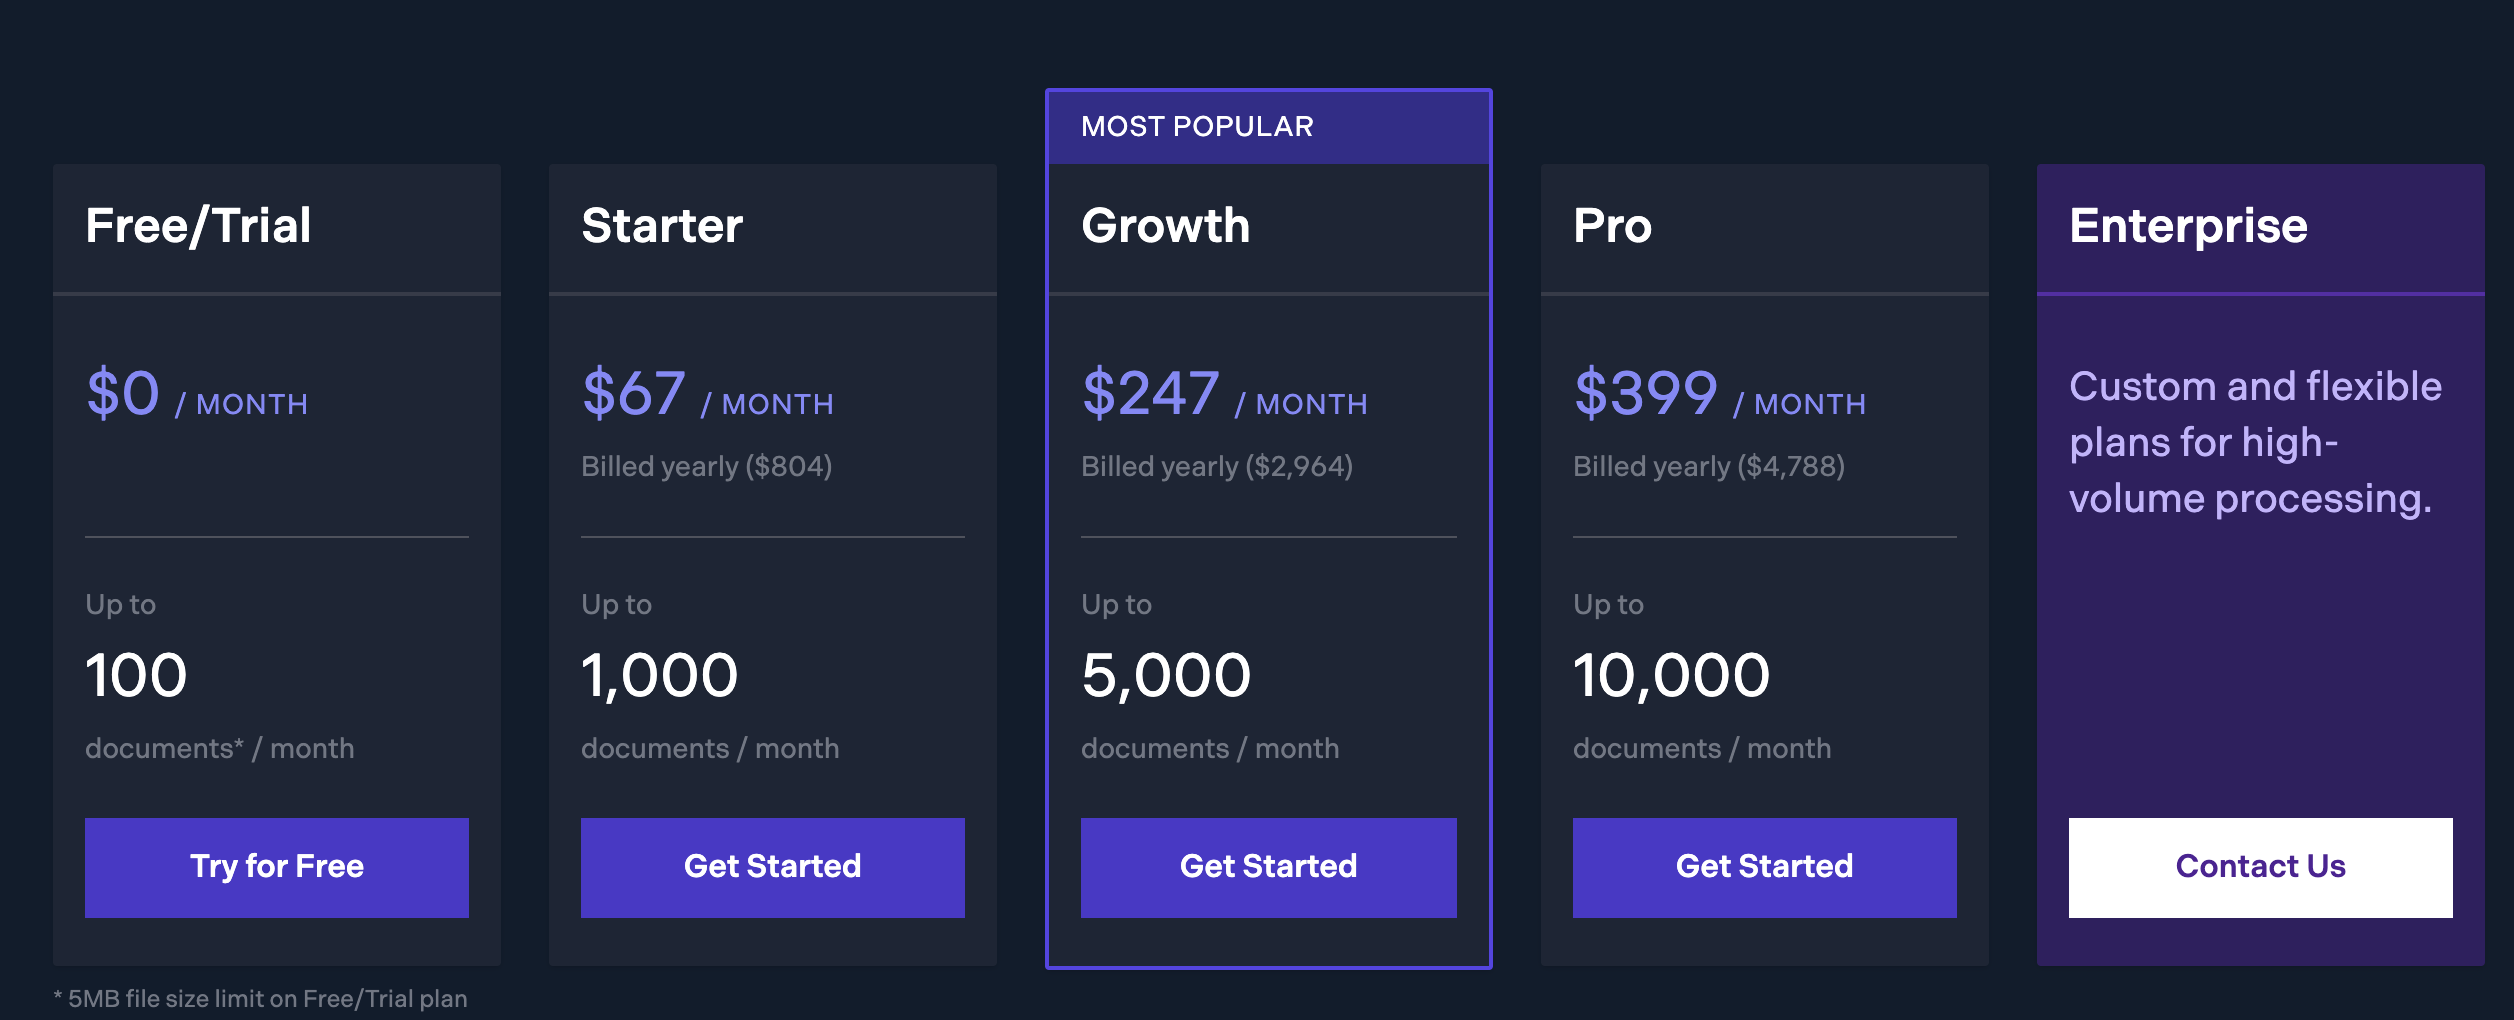 Free/Trial
$0 / MONTH
Up to
100
documents* / month
Try for Free
Starter
$67 / MONTH
Billed yearly ($804)
Up to
1,000
documents / month
Get Started
MOST POPULAR
Growth
$247 / MONTH
Billed yearly ($2,964)
Up to
5,000
documents / month
Get Started
Pro
$399 / MONTH
Billed yearly ($4,788)
Up to
10,000
documents / month
Get Started
Enterprise
Custom and flexible
plans for high-
volume processing.
Contact Us
* 5MB file size limit on Free/Trial plan